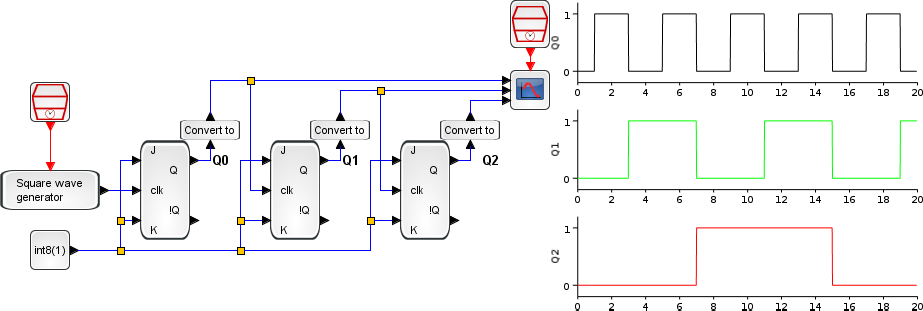 Square wave
generator
int8(1)
J
Q
clk
!Q
K
Convert to
Q0
J
Q
clk
!Q
K
Convert to
Q1
J
Q
clk
!Q
K
Convert to
Q2
Q0
1
0
0 2 4 6 8 10 12 14 16 18 20
Q1
1
0
0 2 4 6 8 10 12 14 16 18 20
Q2
1
0
0 2 4 6 8 10 12 14 16 18 20